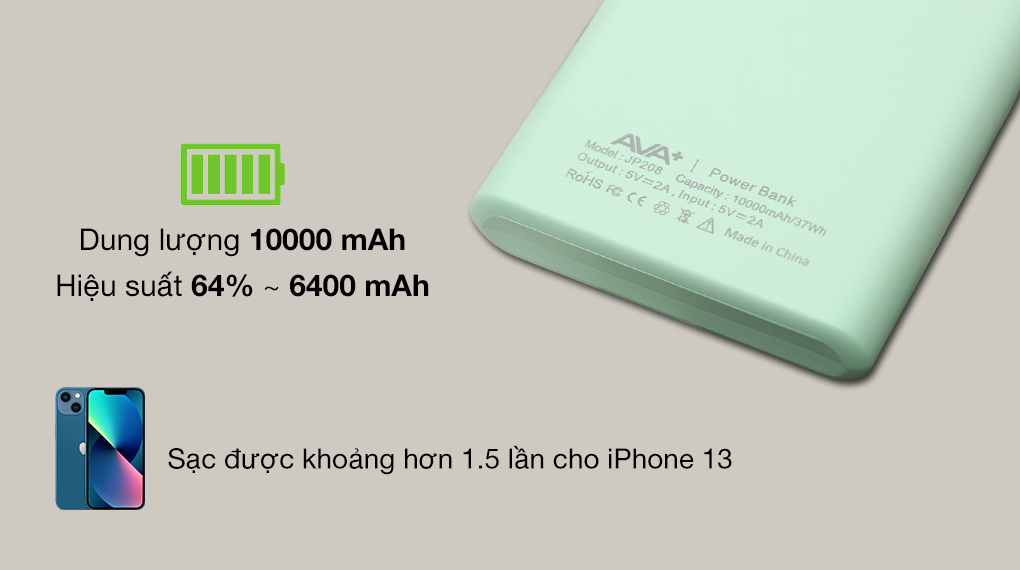 Dung lượng 10000 mAh
Hiệu suất 64% ~ 6400 mAh
Sạc được khoảng hơn 1.5 lần cho iPhone 13
AVA+ | Power Bank
Model : JP208 Capacity : 10000mAh/37Wh
Output : 5V⎓2A , Input : 5V⎓2A
RoHS FC CE Made in China